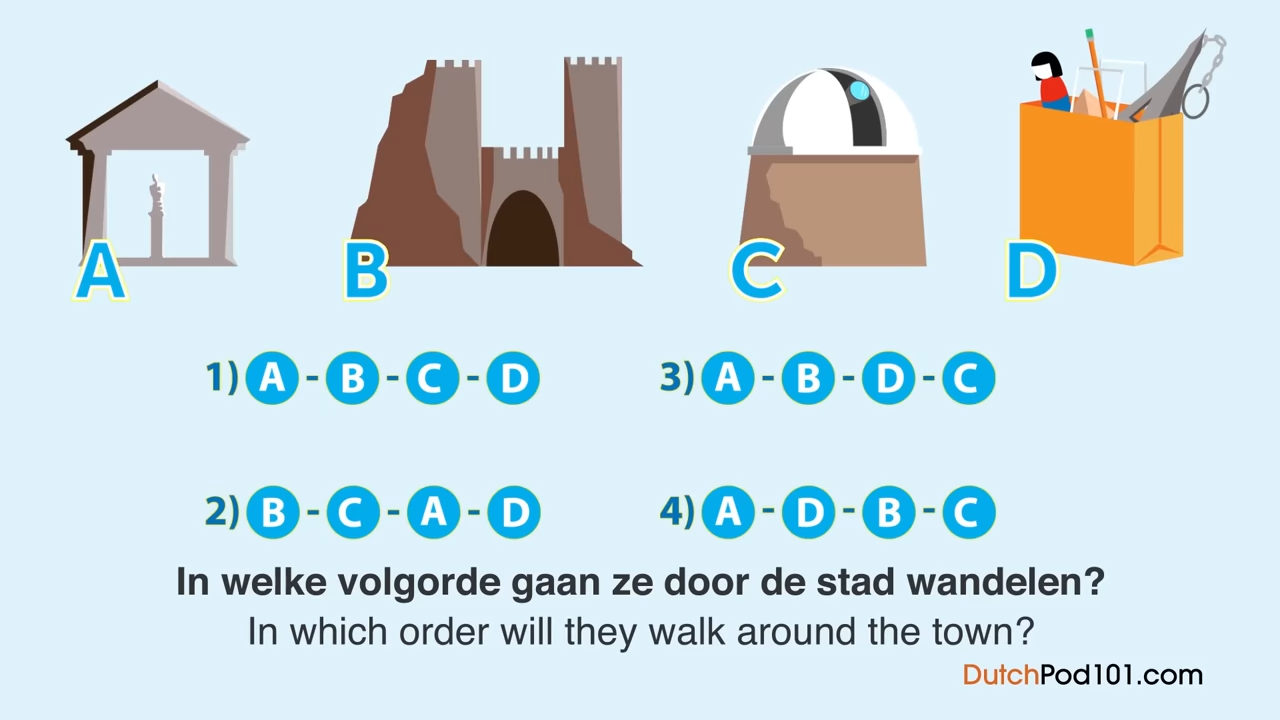 A B C D
1) A - B - C - D
3) A - B - D - C
2) B - C - A - D
4) A - D - B - C
In welke volgorde gaan ze door de stad wandelen?
In which order will they walk around the town?
DutchPod101.com